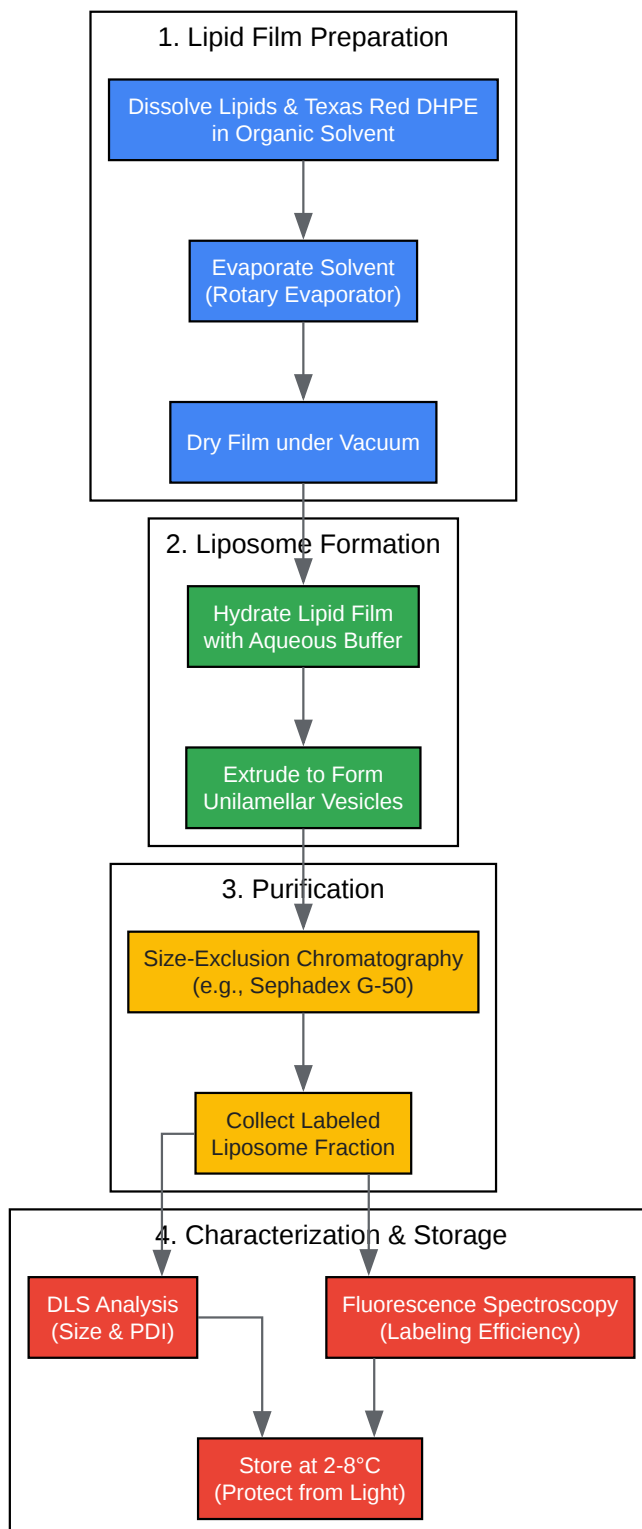 1. Lipid Film Preparation
Dissolve Lipids & Texas Red DHPE
in Organic Solvent
Evaporate Solvent
(Rotary Evaporator)
Dry Film under Vacuum
2. Liposome Formation
Hydrate Lipid Film
with Aqueous Buffer
Extrude to Form
Unilamellar Vesicles
3. Purification
Size-Exclusion Chromatography
(e.g., Sephadex G-50)
Collect Labeled
Liposome Fraction
4. Characterization & Storage
DLS Analysis
(Size & PDI)
Fluorescence Spectroscopy
(Labeling Efficiency)
Store at 2-8°C
(Protect from Light)